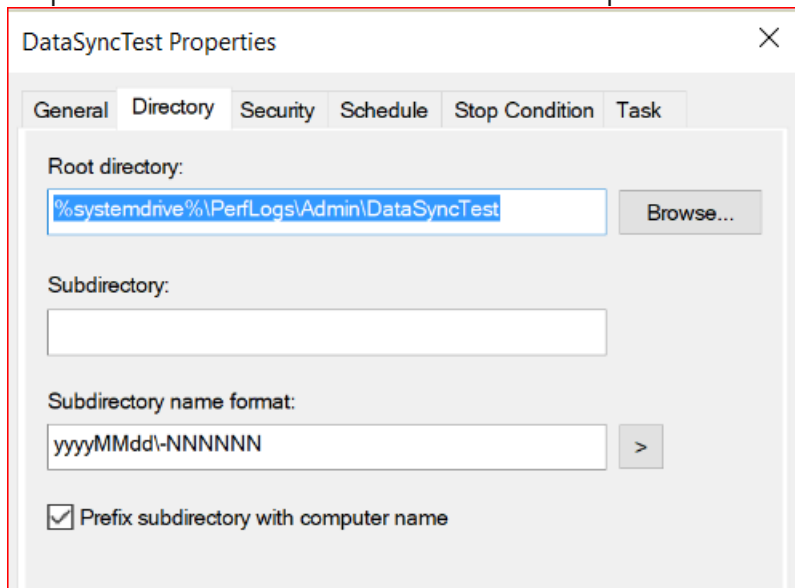 DataSyncTest Properties
General Directory Security Schedule Stop Condition Task
Root directory:
%systemdrive%\PerfLogs\Admin\DataSyncTest
Browse...
Subdirectory:
Subdirectory name format:
yyyyMMdd\-NNNNNN
>
Prefix subdirectory with computer name